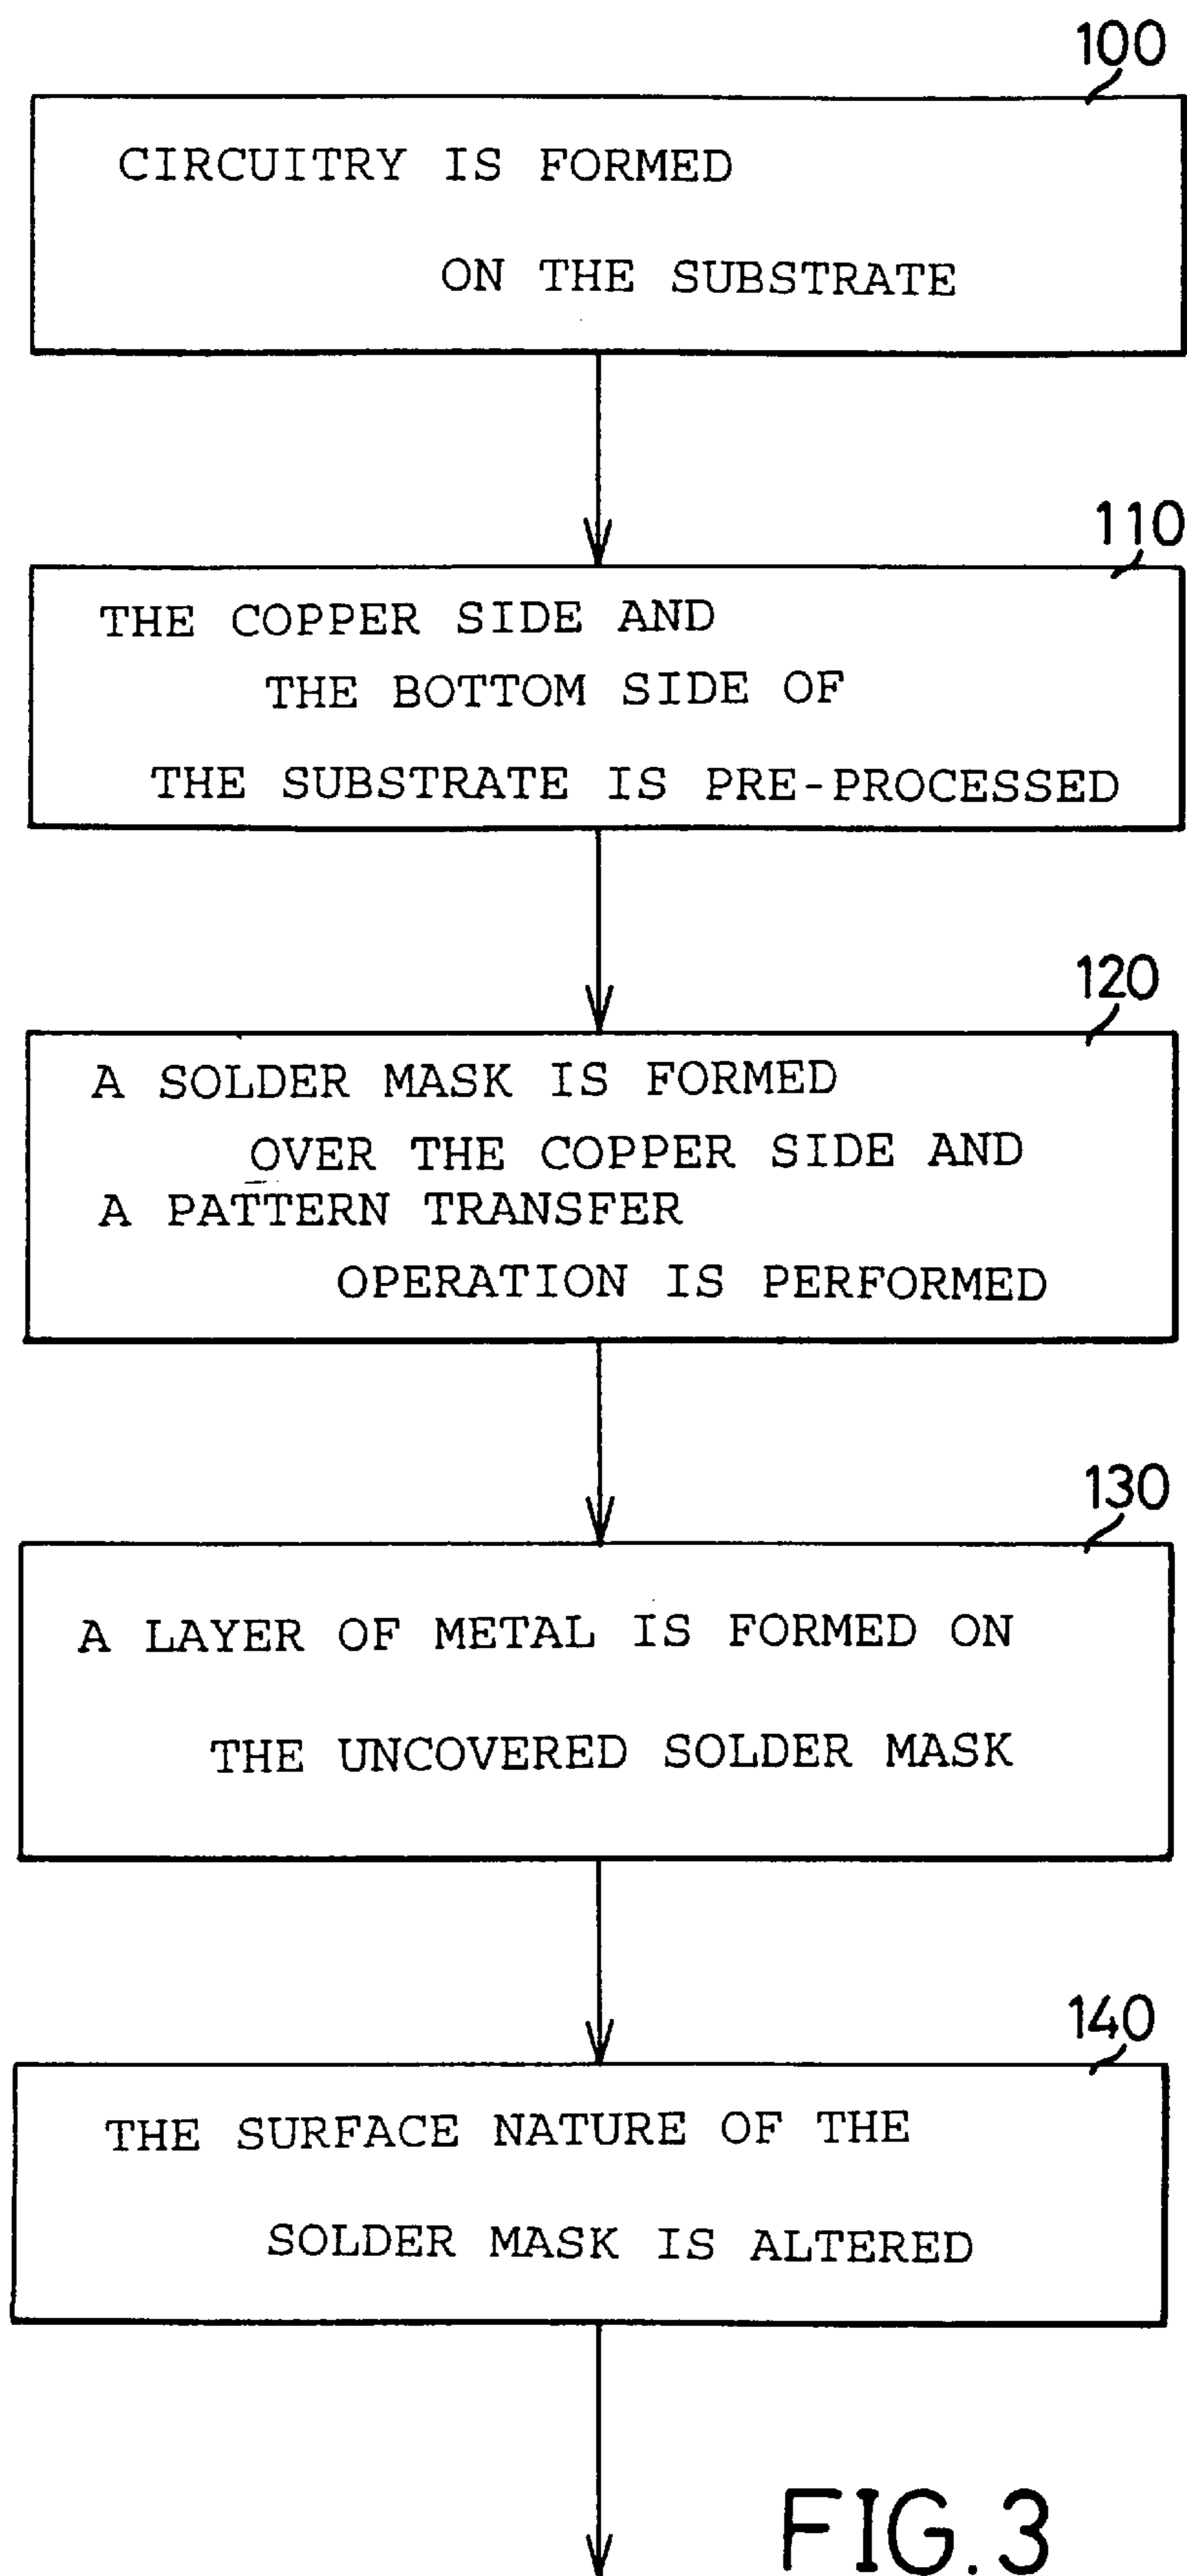 100
CIRCUITRY IS FORMED
ON THE SUBSTRATE
110
THE COPPER SIDE AND
THE BOTTOM SIDE OF
THE SUBSTRATE IS PRE-PROCESSED
120
A SOLDER MASK IS FORMED
OVER THE COPPER SIDE AND
A PATTERN TRANSFER
OPERATION IS PERFORMED
130
A LAYER OF METAL IS FORMED ON
THE UNCOVERED SOLDER MASK
140
THE SURFACE NATURE OF THE
SOLDER MASK IS ALTERED
FIG.3